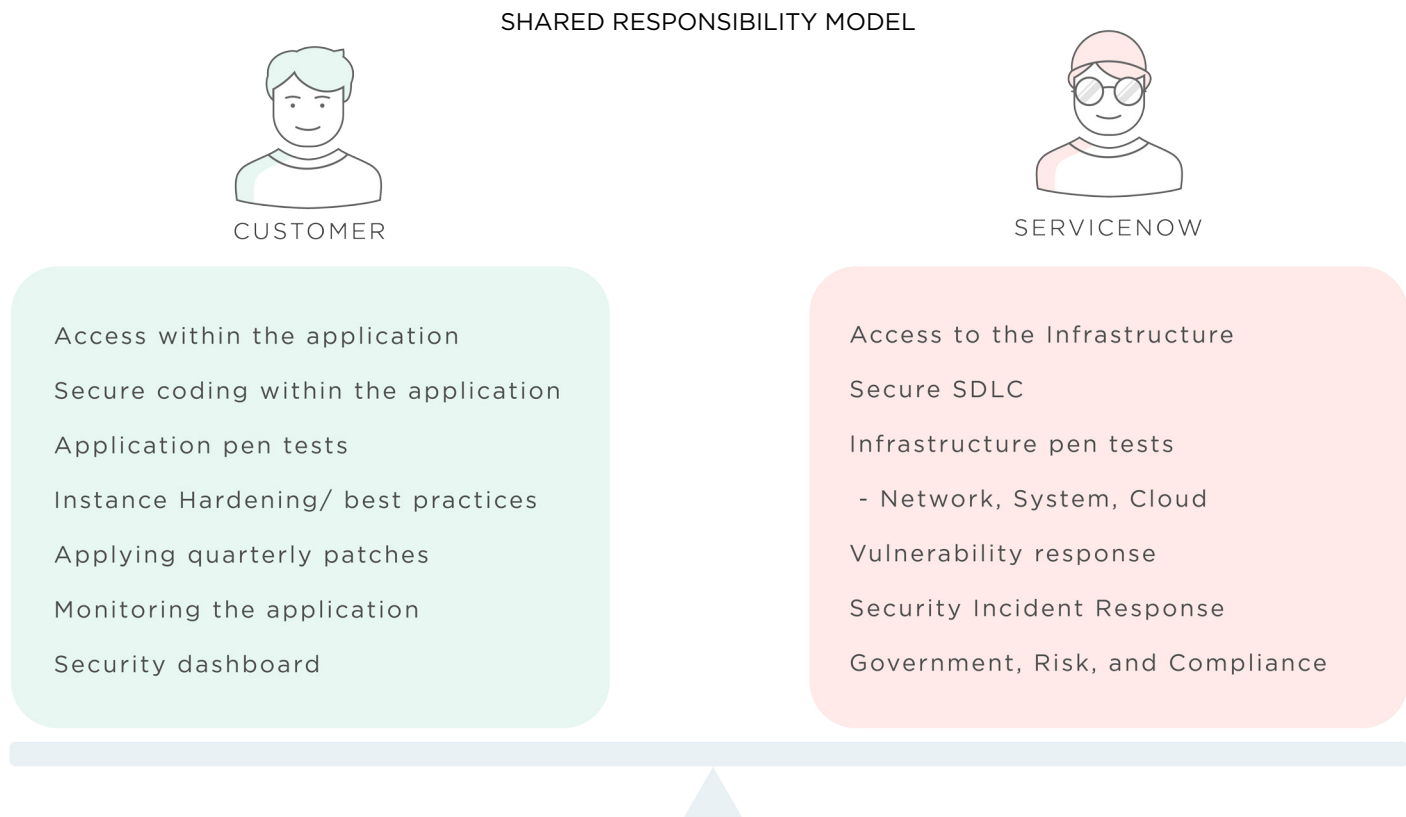 SHARED RESPONSIBILITY MODEL
CUSTOMER
Access within the application
Secure coding within the application
Application pen tests
Instance Hardening/ best practices
Applying quarterly patches
Monitoring the application
Security dashboard
SERVICENOW
Access to the Infrastructure
Secure SDLC
Infrastructure pen tests
- Network, System, Cloud
Vulnerability response
Security Incident Response
Government, Risk, and Compliance